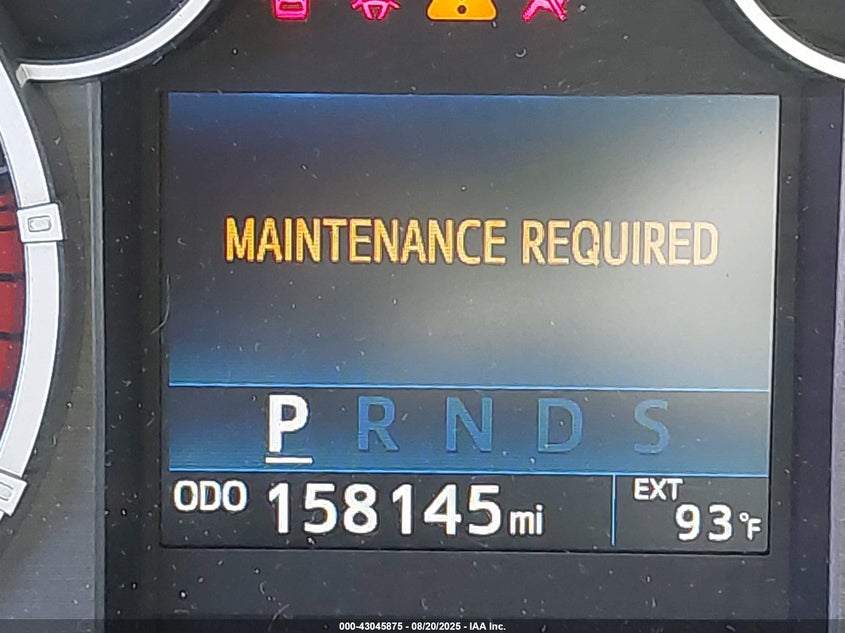 MAINTENANCE REQUIRED
P R N D S
ODO 158145 mi EXT 93°F
000-43045875 - 08/20/2025 - IAA Inc.